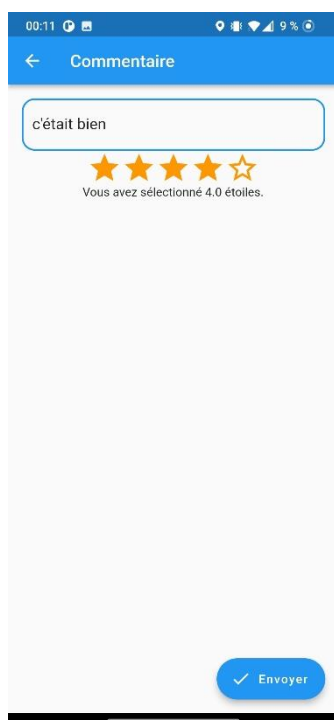 00:11 9 %
Commentaire
c'était bien
Vous avez sélectionné 4.0 étoiles.
Envoyer